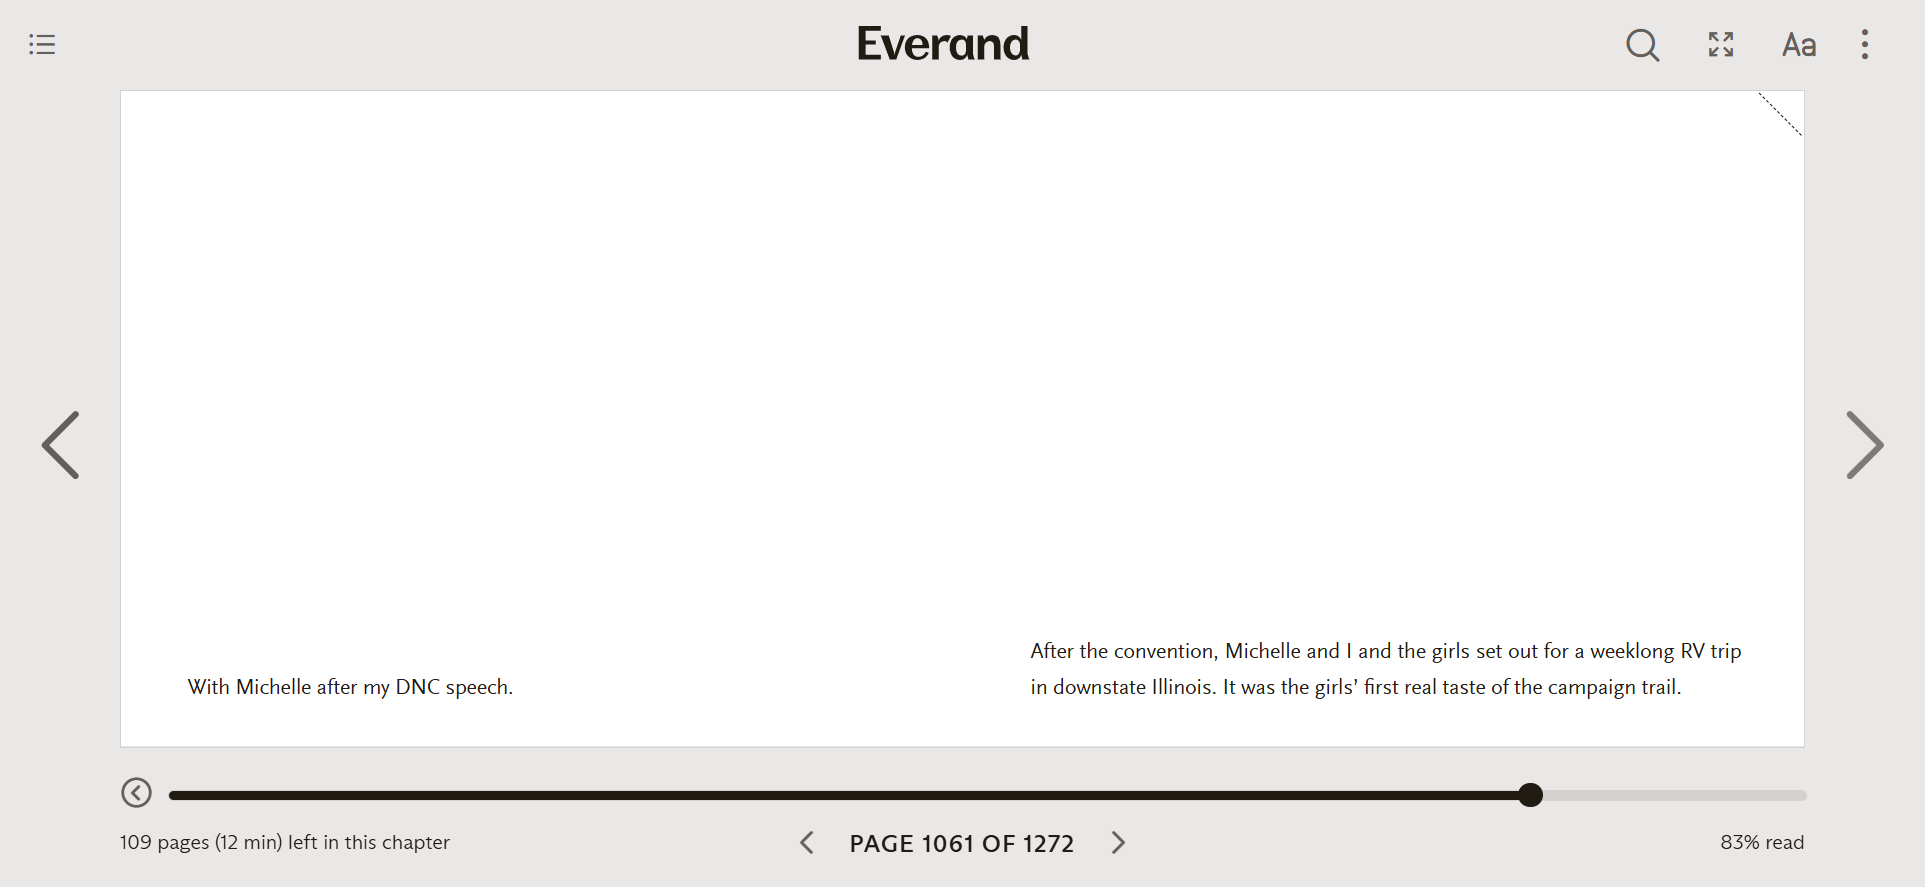 Everand
Aa
With Michelle after my DNC speech.
After the convention, Michelle and I and the girls set out for a weeklong RV trip
in downstate Illinois. It was the girls’ first real taste of the campaign trail.
109 pages (12 min) left in this chapter
PAGE 1061 OF 1272
83% read